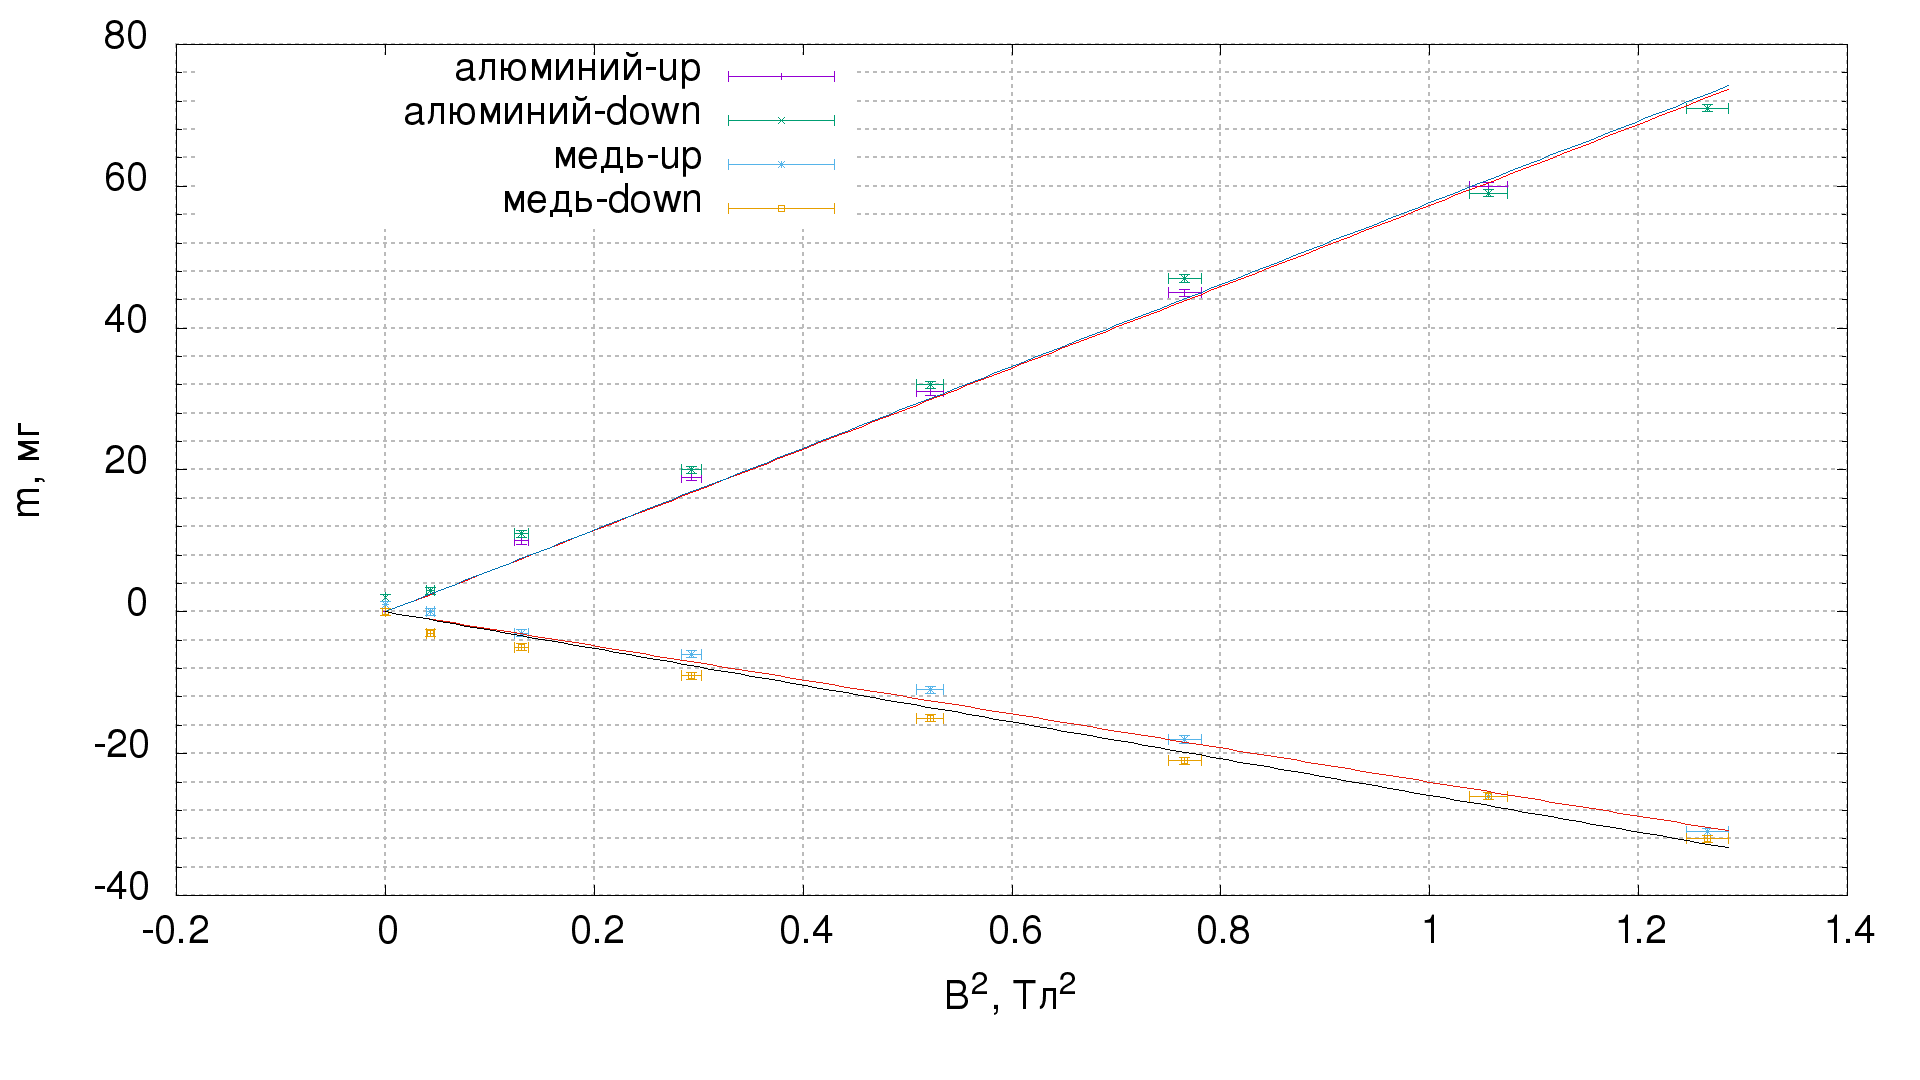 80
60
40
20
0
-20
-40
m, мг
алюминий-up
алюминий-down
медь-up
медь-down
-0.2 0 0.2 0.4 0.6 0.8 1 1.2 1.4
B², Тл²